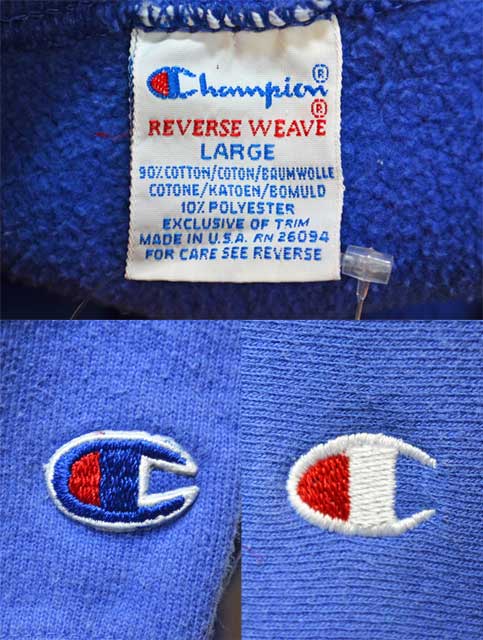 Champion®
REVERSE WEAVE®
LARGE
90% COTTON/COTON/BAUMWOLLE
COTONE/KATOEN/BOMULD
10% POLYESTER
EXCLUSIVE OF TRIM
MADE IN U.S.A. RN 26094
FOR CARE SEE REVERSE